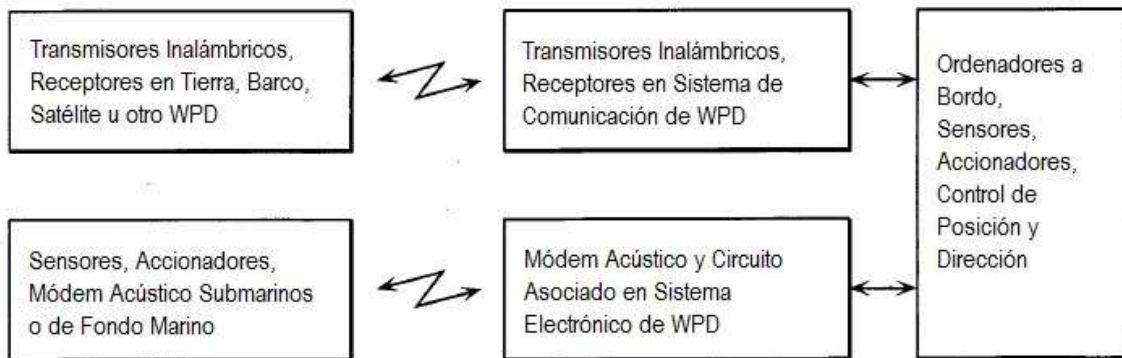 Transmisores Inalámbricos,
Receptores en Tierra, Barco,
Satélite u otro WPD
Transmisores Inalámbricos,
Receptores en Sistema de
Comunicación de WPD
Ordenadores a
Bordo,
Sensores,
Accionadores,
Control de
Posición y
Dirección
Sensores, Accionadores,
Módem Acústico Submarinos
o de Fondo Marino
Módem Acústico y Circuito
Asociado en Sistema
Electrónico de WPD